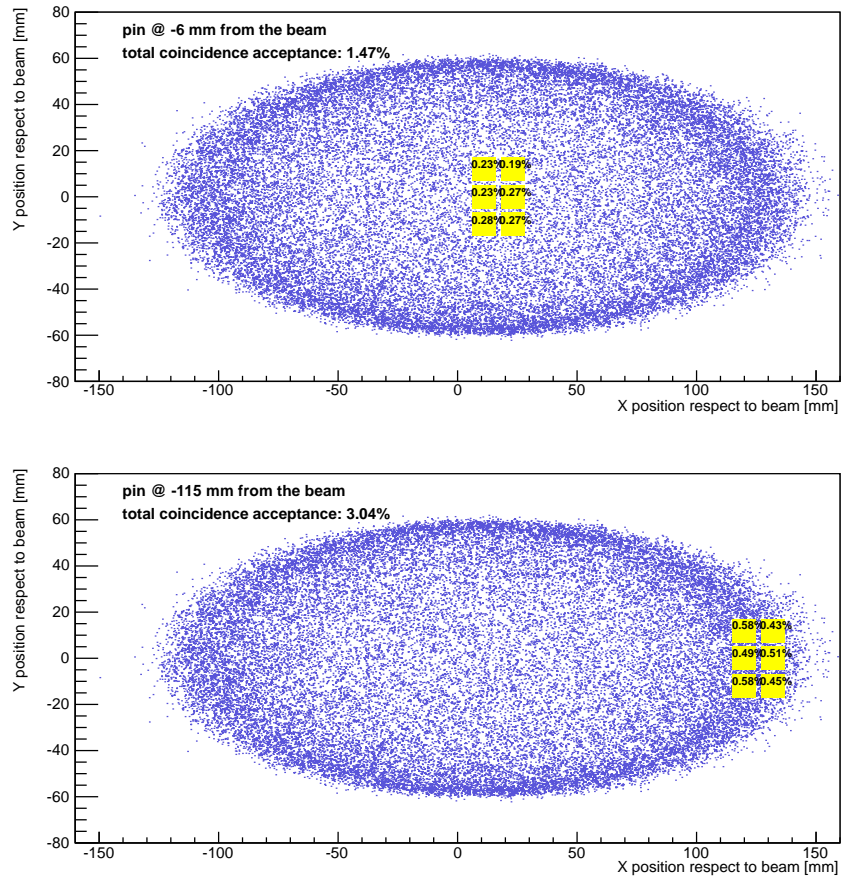 pin @ -6 mm from the beam
total coincidence acceptance: 1.47%
Y position respect to beam [mm]
80
60
40
20
0
-20
-40
-60
-80
0.23% 0.19%
0.23% 0.27%
0.28% 0.27%
-150 -100 -50 0 50 100 150
X position respect to beam [mm]
pin @ -115 mm from the beam
total coincidence acceptance: 3.04%
Y position respect to beam [mm]
80
60
40
20
0
-20
-40
-60
-80
0.58% 0.43%
0.49% 0.51%
0.58% 0.45%
-150 -100 -50 0 50 100 150
X position respect to beam [mm]